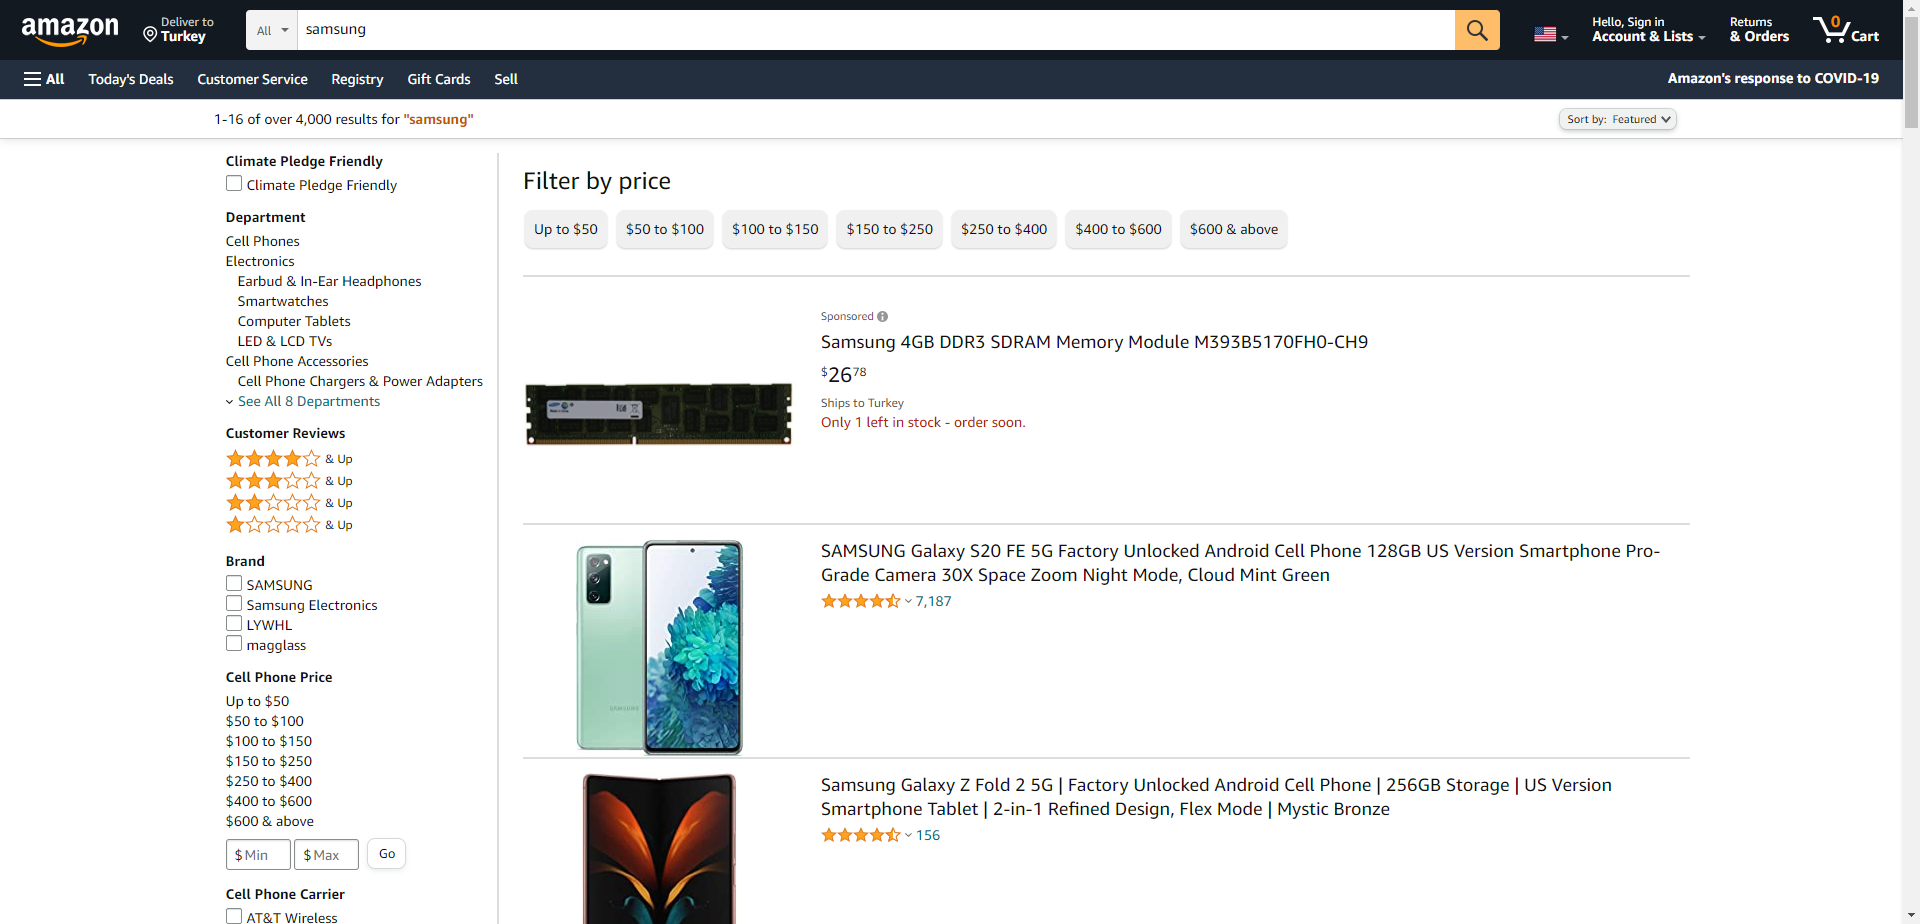 amazon
Deliver to
Turkey
All
samsung
Hello, Sign in
Account & Lists
Returns
& Orders
0
Cart
All
Today's Deals
Customer Service
Registry
Gift Cards
Sell
Amazon's response to COVID-19
1-16 of over 4,000 results for "samsung"
Sort by: Featured
Climate Pledge Friendly
Climate Pledge Friendly
Department
Cell Phones
Electronics
Earbud & In-Ear Headphones
Smartwatches
Computer Tablets
LED & LCD TVs
Cell Phone Accessories
Cell Phone Chargers & Power Adapters
See All 8 Departments
Customer Reviews
& Up
& Up
& Up
& Up
Brand
SAMSUNG
Samsung Electronics
LYWHL
magglass
Cell Phone Price
Up to $50
$50 to $100
$100 to $150
$150 to $250
$250 to $400
$400 to $600
$600 & above
$ Min
$ Max
Go
Cell Phone Carrier
AT&T Wireless
Filter by price
Up to $50
$50 to $100
$100 to $150
$150 to $250
$250 to $400
$400 to $600
$600 & above
Sponsored
Samsung 4GB DDR3 SDRAM Memory Module M393B5170FH0-CH9
$2678
Ships to Turkey
Only 1 left in stock - order soon.
SAMSUNG
SAMSUNG Galaxy S20 FE 5G Factory Unlocked Android Cell Phone 128GB US Version Smartphone Pro-
Grade Camera 30X Space Zoom Night Mode, Cloud Mint Green
7,187
Samsung Galaxy Z Fold 2 5G | Factory Unlocked Android Cell Phone | 256GB Storage | US Version
Smartphone Tablet | 2-in-1 Refined Design, Flex Mode | Mystic Bronze
156